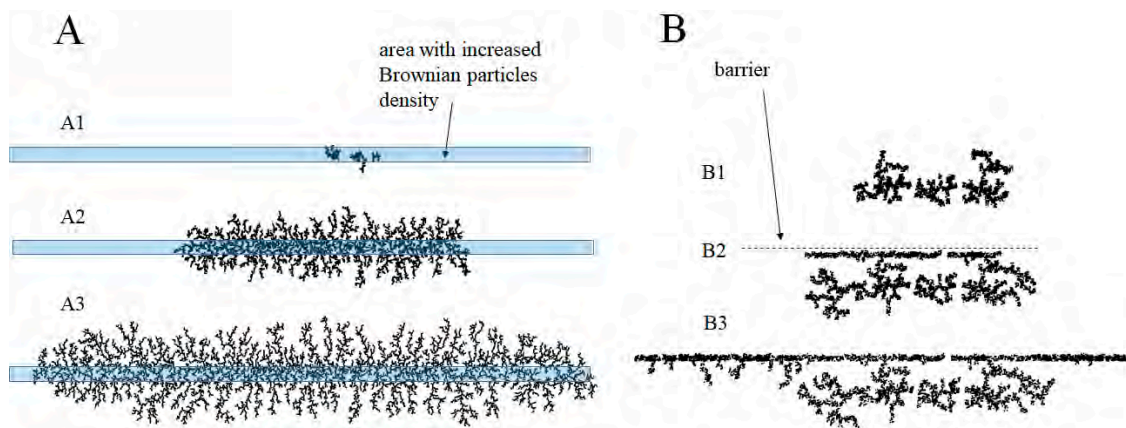 A
area with increased
Brownian particles
density
A1
A2
A3
B
barrier
B1
B2
B3